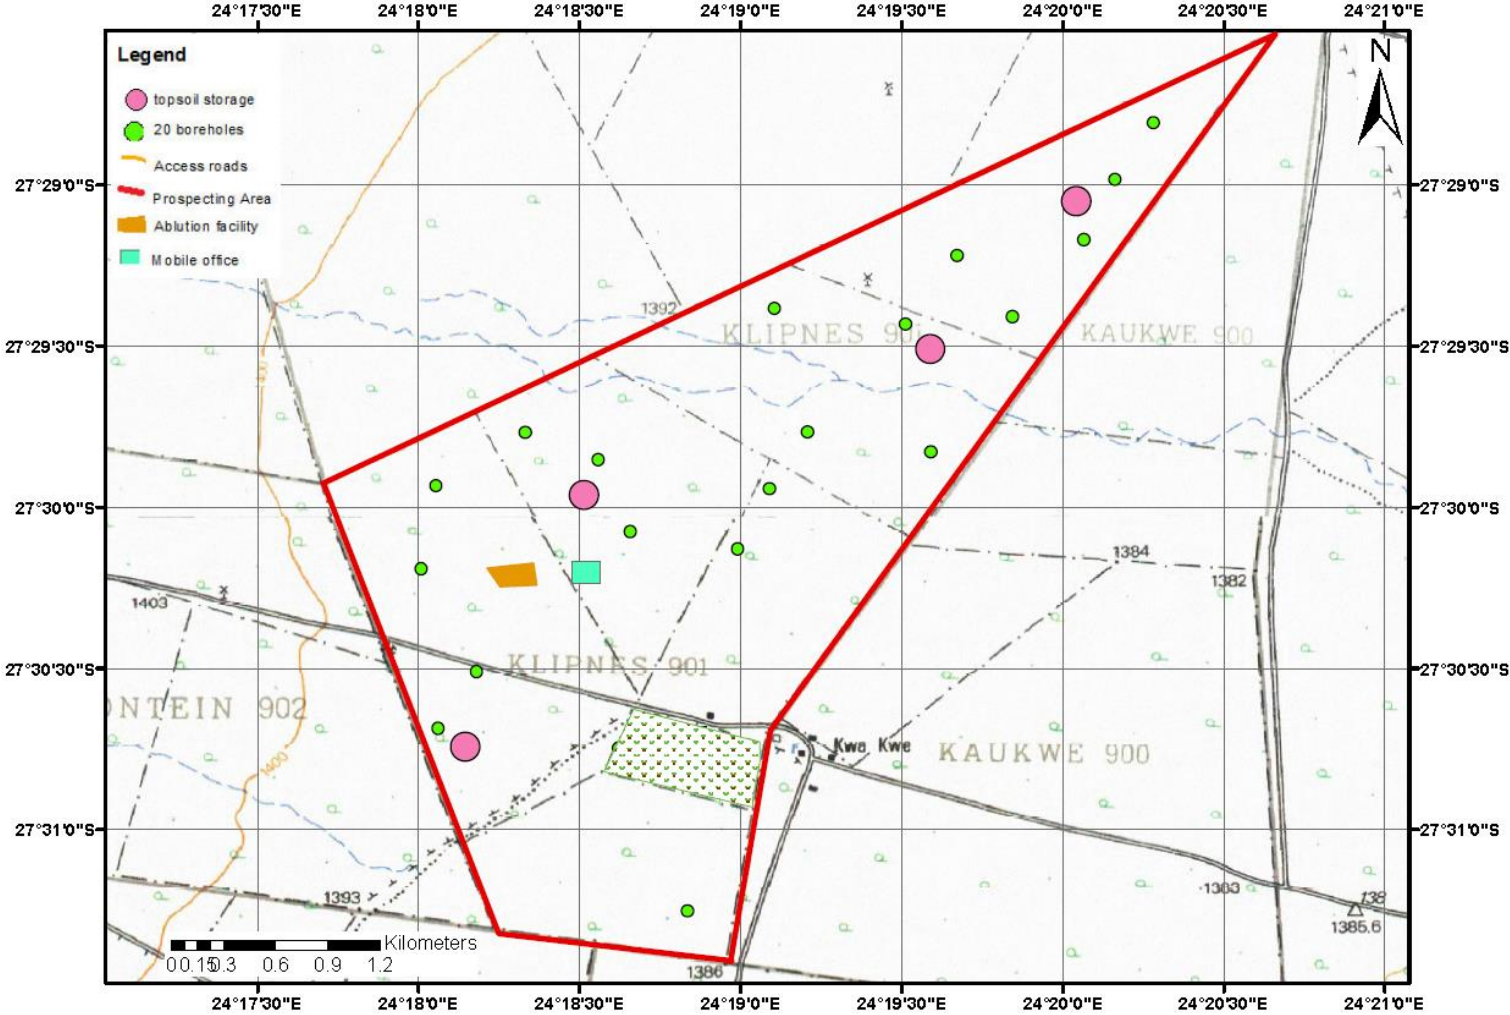 24°17'30"E 24°18'0"E 24°18'30"E 24°19'0"E 24°19'30"E 24°20'0"E 24°20'30"E 24°21'0"E
Legend
topsoil storage
20 boreholes
Access roads
Prospecting Area
Ablution facility
Mobile office
N
27°29'0"S 27°29'0"S
1392
KLIPNES 90
KAUKWE 900
27°29'30"S 27°29'30"S
27°30'0"S 27°30'0"S
1384
1382
1403
27°30'30"S 27°30'30"S
KLIPNES 901
NTEIN 902
Kwa Kwe
KAUKWE 900
1400
27°31'0"S 27°31'0"S
1393
1303
138
1385.6
Kilometers
0 0.15 0.3 0.6 0.9 1.2
1386
24°17'30"E 24°18'0"E 24°18'30"E 24°19'0"E 24°19'30"E 24°20'0"E 24°20'30"E 24°21'0"E